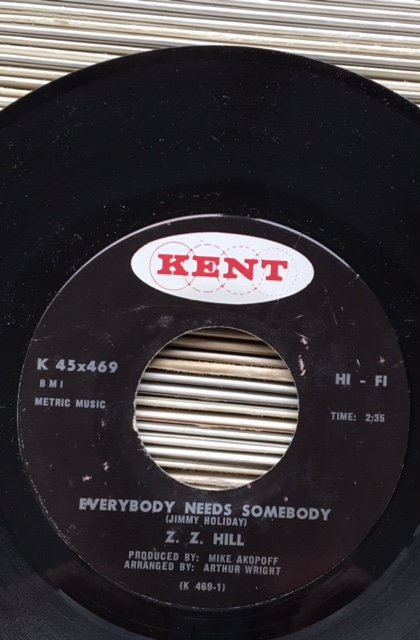 KENT
K 45x469
HI - FI
BMI
METRIC MUSIC
TIME: 2:35
EVERYBODY NEEDS SOMEBODY
(JIMMY HOLIDAY)
Z. Z. HILL
PRODUCED BY: MIKE AKOPOFF
ARRANGED BY: ARTHUR WRIGHT
(K 469-1)